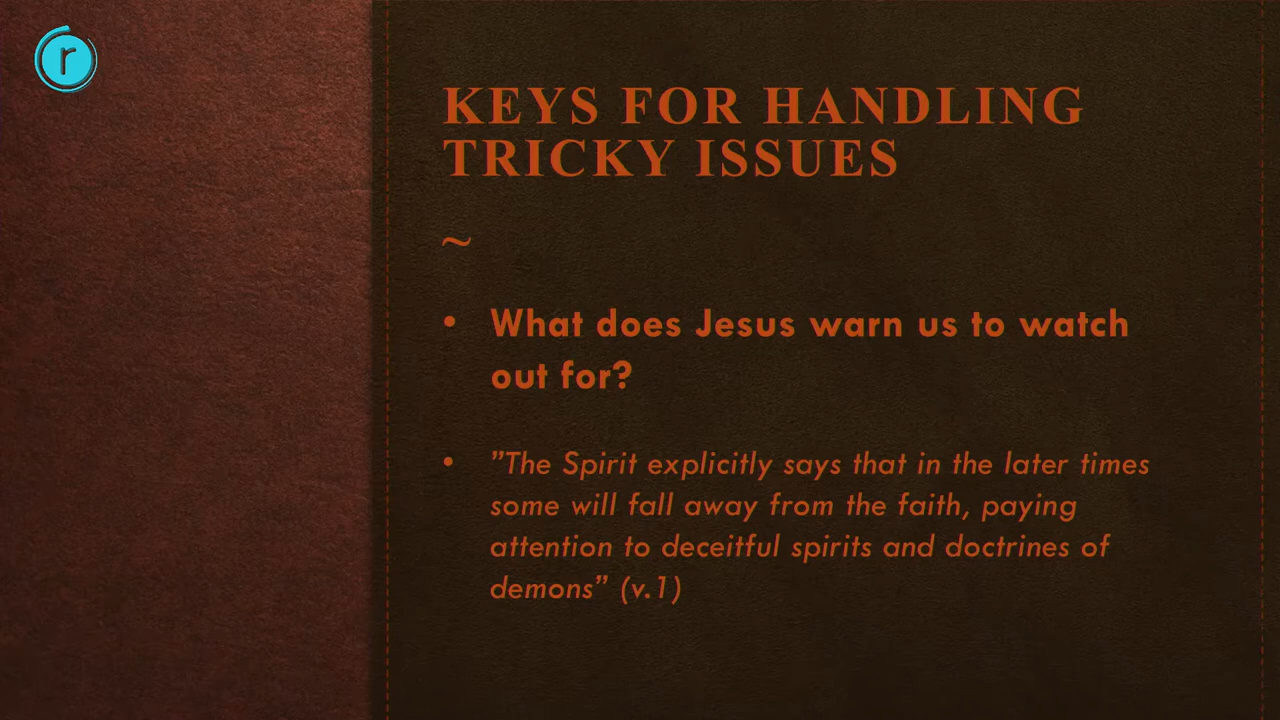 r
KEYS FOR HANDLING
TRICKY ISSUES
~
• What does Jesus warn us to watch
out for?
• ”The Spirit explicitly says that in the later times
some will fall away from the faith, paying
attention to deceitful spirits and doctrines of
demons” (v.1)